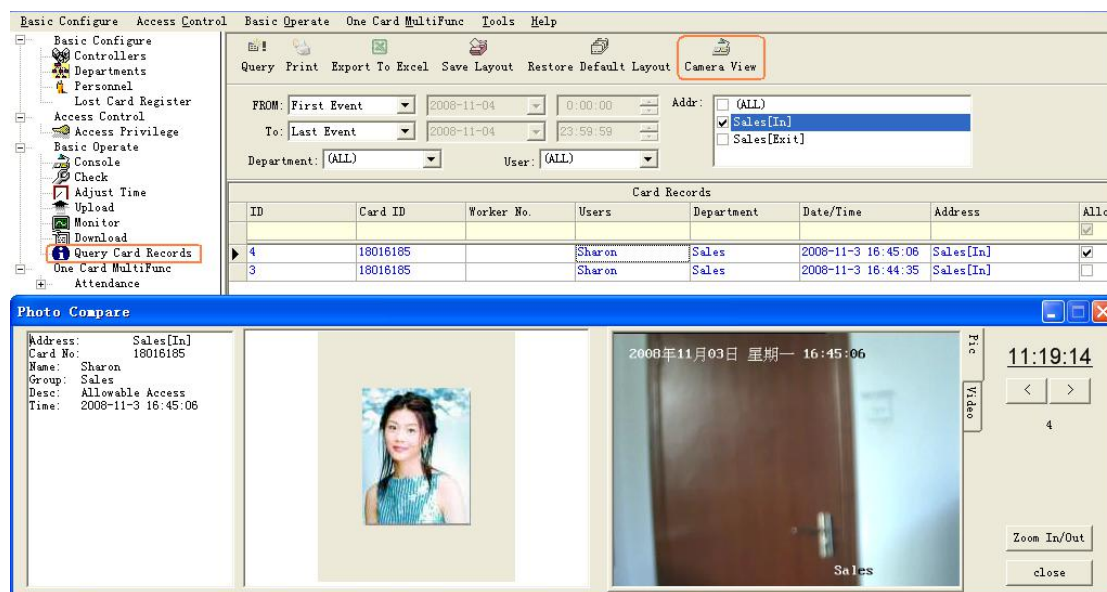 Basic Configure Access Control Basic Operate One Card MultiFunc Tools Help
Basic Configure
Controllers
Departments
Personnel
Lost Card Register
Access Control
Access Privilege
Basic Operate
Console
Check
Adjust Time
Upload
Monitor
Download
Query Card Records
One Card MultiFunc
Attendance
Query Print Export To Excel Save Layout Restore Default Layout Camera View
FROM: First Event 2008-11-04 0:00:00
To: Last Event 2008-11-04 23:59:59
Department: (ALL) User: (ALL)
Addr: (ALL)
Sales[In]
Sales[Exit]
Card Records
ID Card ID Worker No. Users Department Date/Time Address Allo
4 18016185 Sharon Sales 2008-11-3 16:45:06 Sales[In]
3 18016185 Sharon Sales 2008-11-3 16:44:35 Sales[In]
Photo Compare
Address: Sales[In]
Card No: 18016185
Name: Sharon
Group: Sales
Desc: Allowable Access
Time: 2008-11-3 16:45:06
2008年11月03日 星期一 16:45:06
Sales
Pic
Video
11:19:14
< >
4
Zoom In/Out
close